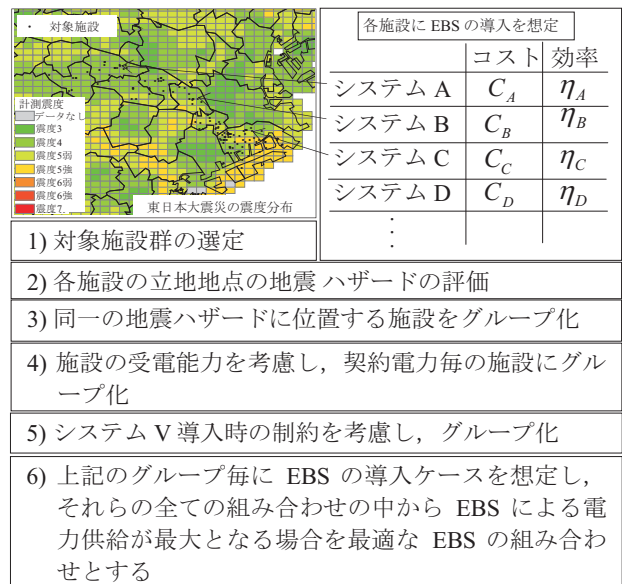 ・ 対象施設
計測震度
データなし
震度3
震度4
震度5弱
震度5強
震度6弱
震度6強
震度7
東日本大震災の震度分布
各施設に EBS の導入を想定
コスト 効率
システム A C_A η_A
システム B C_B η_B
システム C C_C η_C
システム D C_D η_D
⋮
1) 対象施設群の選定
2) 各施設の立地地点の地震 ハザードの評価
3) 同一の地震ハザードに位置する施設をグループ化
4) 施設の受電能力を考慮し，契約電力毎の施設にグル
ープ化
5) システム V 導入時の制約を考慮し，グループ化
6) 上記のグループ毎に EBS の導入ケースを想定し，
それらの全ての組み合わせの中から EBS による電
力供給が最大となる場合を最適な EBS の組み合わ
せとする